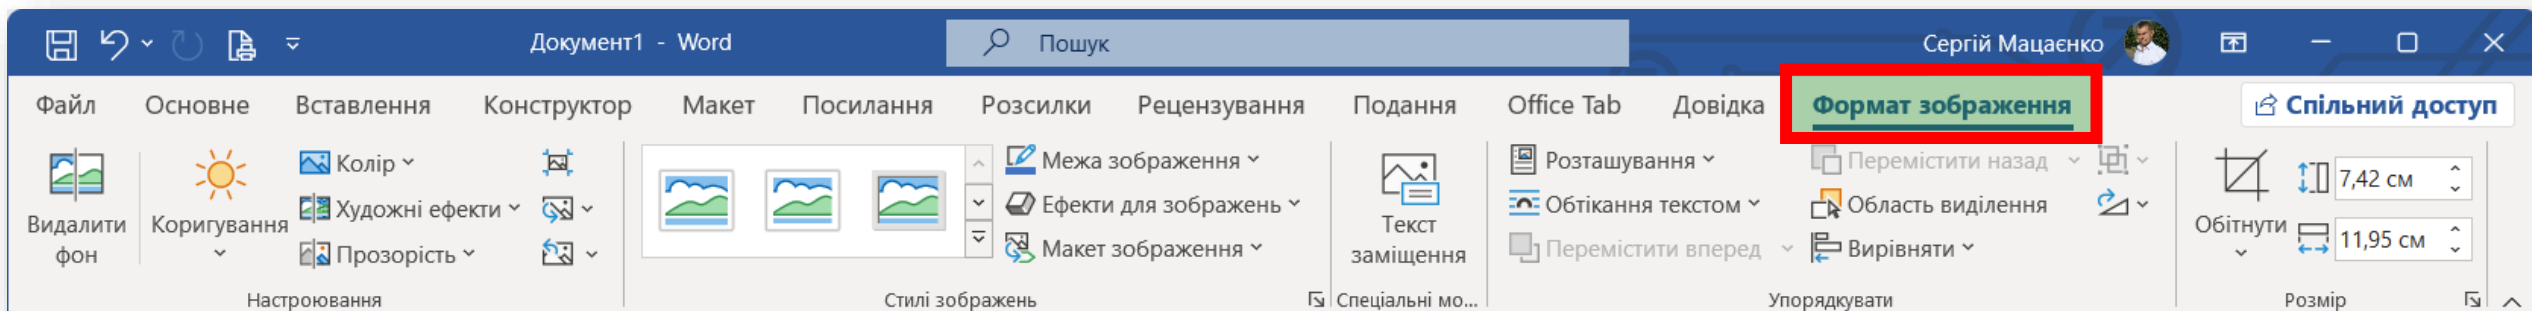 Документ1 - Word
Пошук
Сергій Мацаєнко
Файл Основне Вставлення Конструктор Макет Посилання Розсилки Рецензування Подання Office Tab Довідка Формат зображення Спільний доступ
Видалити фон
Коригування
Колір
Художні ефекти
Прозорість
Настроювання
Межа зображення
Ефекти для зображень
Макет зображення
Стилі зображень
Текст заміщення
Спеціальні мо...
Розташування
Обтікання текстом
Перемістити вперед
Перемістити назад
Область виділення
Вирівняти
Упорядкувати
Обітнути
7,42 см
11,95 см
Розмір